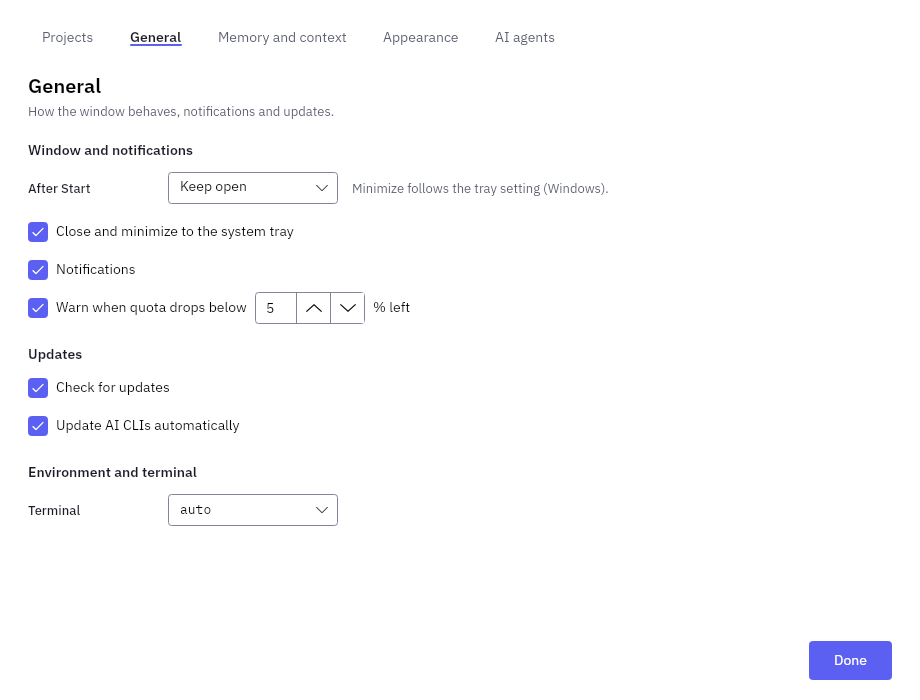 Projects General Memory and context Appearance AI agents
General
How the window behaves, notifications and updates.
Window and notifications
After Start Keep open Minimize follows the tray setting (Windows).
Close and minimize to the system tray
Notifications
Warn when quota drops below 5 % left
Updates
Check for updates
Update AI CLIs automatically
Environment and terminal
Terminal auto
Done